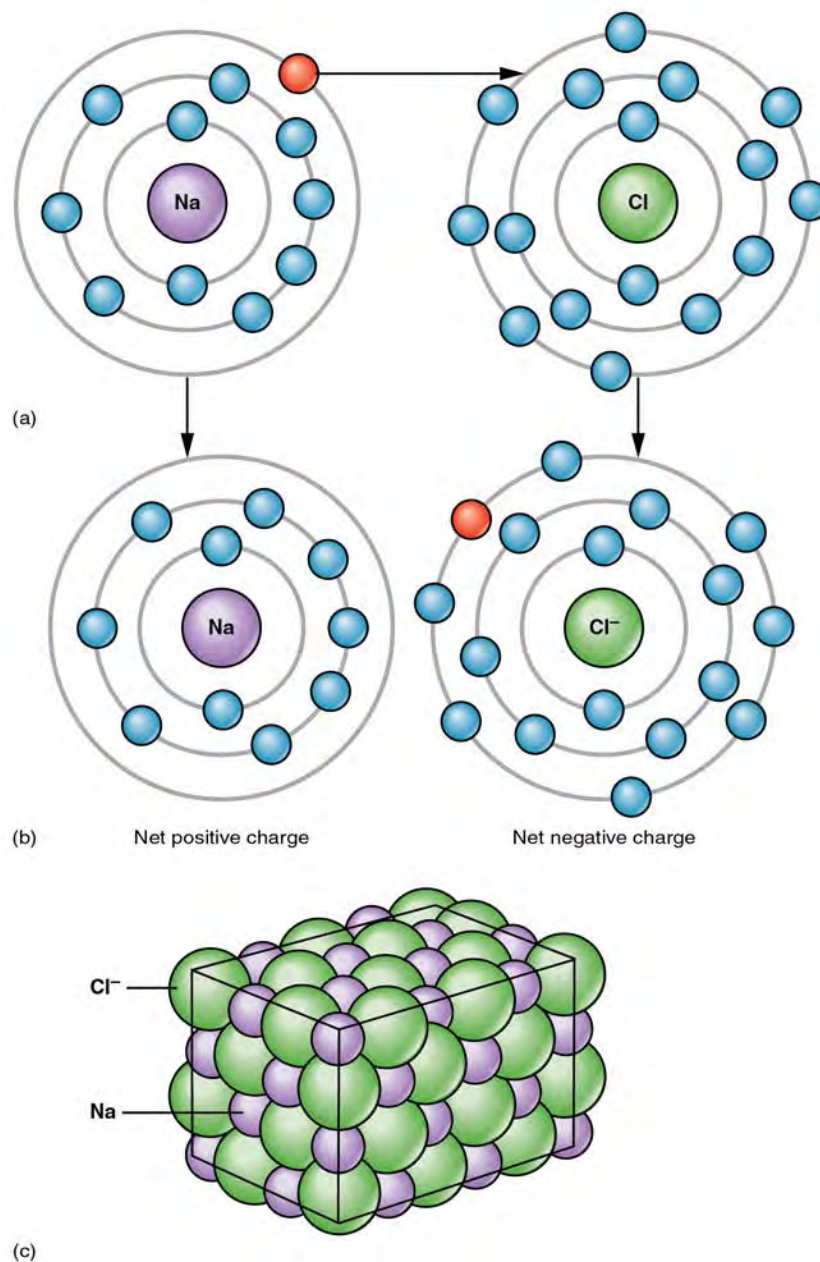 Na
Cl
(a)
Na
Cl⁻
(b) Net positive charge Net negative charge
Cl⁻
Na
(c)